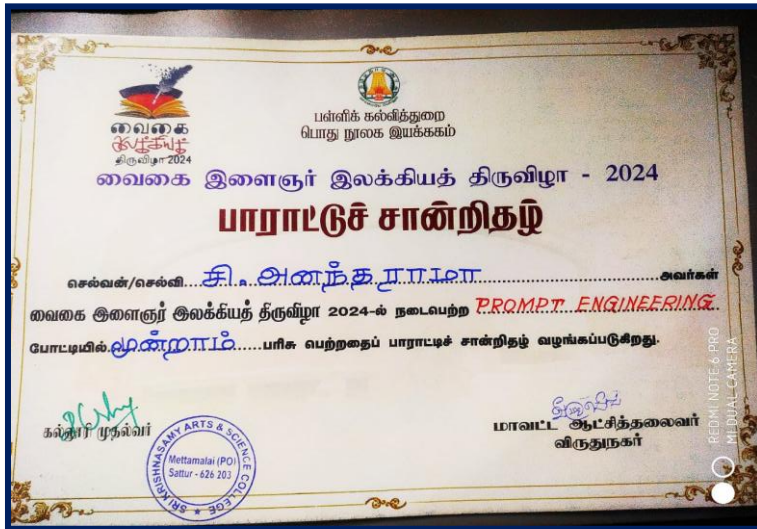 வைகை
இலக்கியத்
திருவிழா 2024
பள்ளிக் கல்வித்துறை
பொது நூலக இயக்ககம்
வைகை இளைஞர் இலக்கியத் திருவிழா - 2024
பாராட்டுச் சான்றிதழ்
செல்வன்/செல்வி....சி. அனந்தராமா....அவர்கள்
வைகை இளைஞர் இலக்கியத் திருவிழா 2024-ல் நடைபெற்ற PROMPT ENGINEERING
போட்டியில்..மூன்றாம்....பரிசு பெற்றதைப் பாராட்டிச் சான்றிதழ் வழங்கப்படுகிறது.
கல்லூரி முதல்வர்
SRI KRISHNASAMY ARTS & SCIENCE COLLEGE
Mettamalai (PO)
Sattur - 626 203
மாவட்ட ஆட்சித்தலைவர்
விருதுநகர்
REDMI NOTE 6 PRO
MI DUAL CAMERA